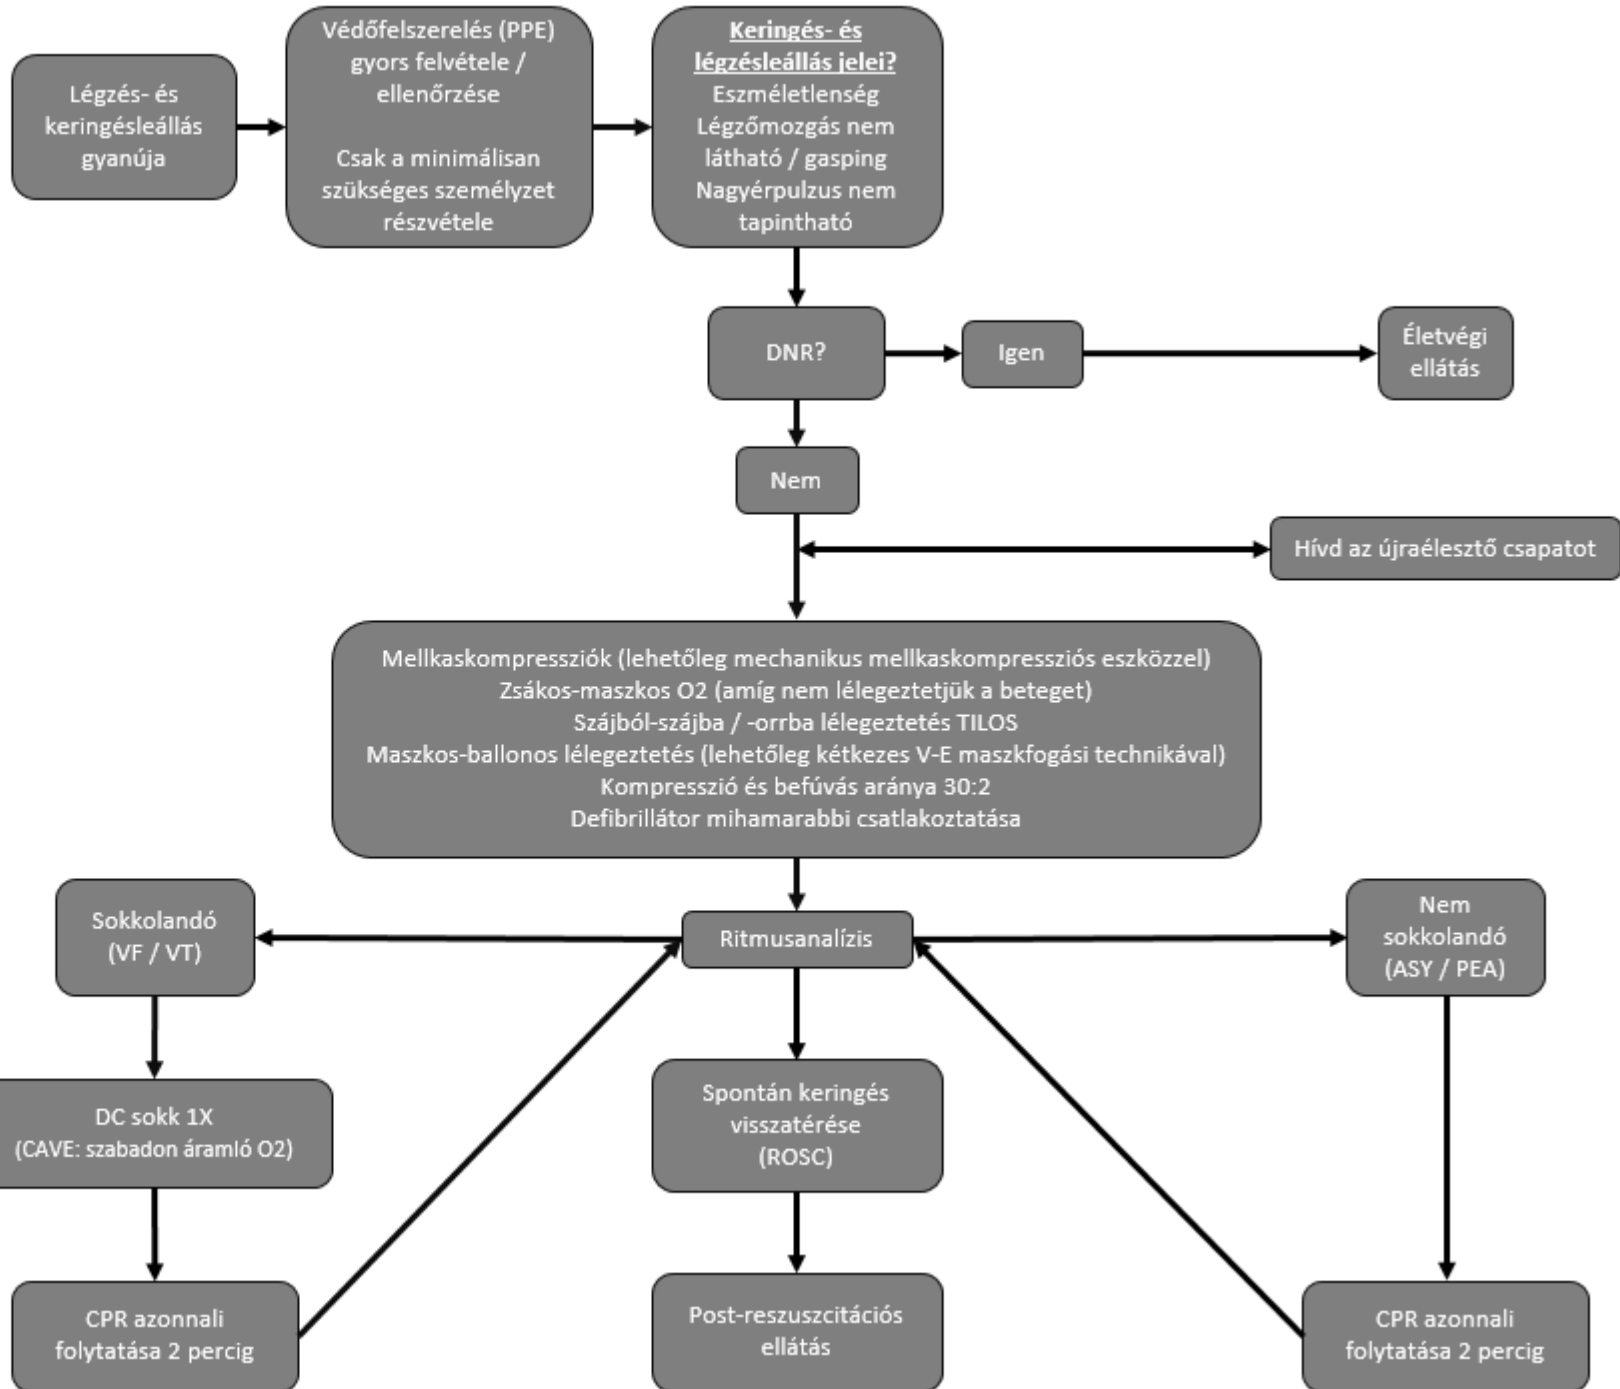 Légzés- és
keringésleállás
gyanúja
Védőfelszerelés (PPE)
gyors felvétele /
ellenőrzése
Csak a minimálisan
szükséges személyzet
részvétele
Keringés- és
légzésleállás jelei?
Eszméletlenség
Légzőmozgás nem
látható / gasping
Nagyérpulzus nem
tapintható
DNR?
Igen
Életvégi
ellátás
Nem
Hívd az újraélesztő csapatot
Mellkaskompressziók (lehetőleg mechanikus mellkaskompressziós eszközzel)
Zsákos-maszkos O2 (amíg nem lélegeztetjük a beteget)
Szájból-szájba / -orrba lélegeztetés TILOS
Maszkos-ballonos lélegeztetés (lehetőleg kétkezes V-E maszkfogási technikával)
Kompresszió és befúvás aránya 30:2
Defibrillátor mihamarabbi csatlakoztatása
Sokkolandó
(VF / VT)
Ritmusanalízis
Nem
sokkolandó
(ASY / PEA)
DC sokk 1X
(CAVE: szabadon áramló O2)
Spontán keringés
visszatérése
(ROSC)
CPR azonnali
folytatása 2 percig
Post-reszuszcitációs
ellátás
CPR azonnali
folytatása 2 percig